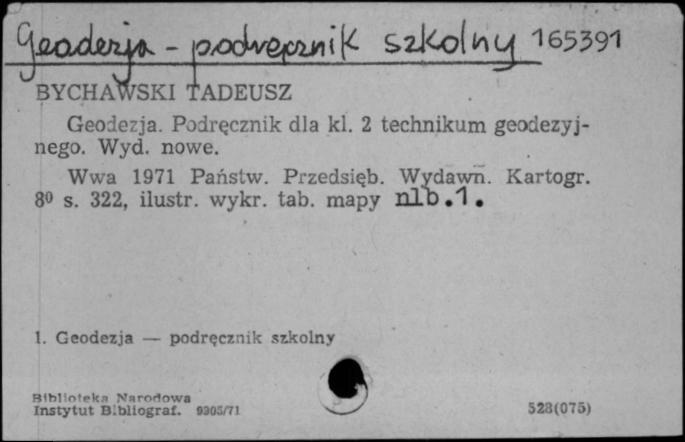 Geodezja - podręcznik szkolny 165391
BYCHAWSKI TADEUSZ
Geodezja. Podręcznik dla kl. 2 technikum geodezyj-
nego. Wyd. nowe.
Wwa 1971 Państw. Przedsięb. Wydawn. Kartogr.
8⁰ s. 322, ilustr. wykr. tab. mapy nlb.1.
1. Geodezja — podręcznik szkolny
Biblioteka Narodowa
Instytut Bibliograf. 9305/71
528(075)